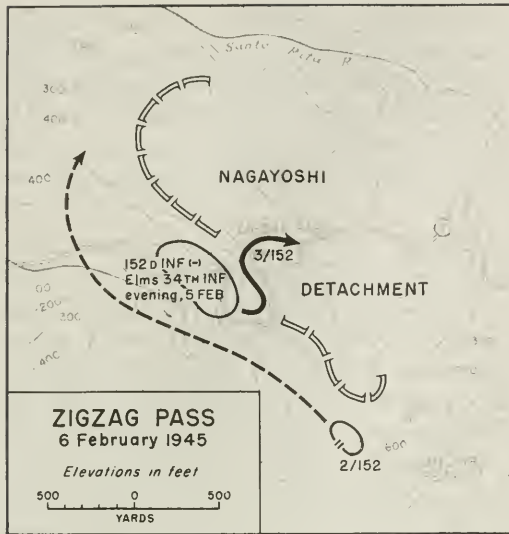 Santa Rita R
300
400
NAGAYOSHI
400
152D INF (-)
Elms 34TH INF
evening, 5 FEB
3/152
DETACHMENT
200
300
400
ZIGZAG PASS
6 February 1945
Elevations in feet
500 0 500
YARDS
600
2/152